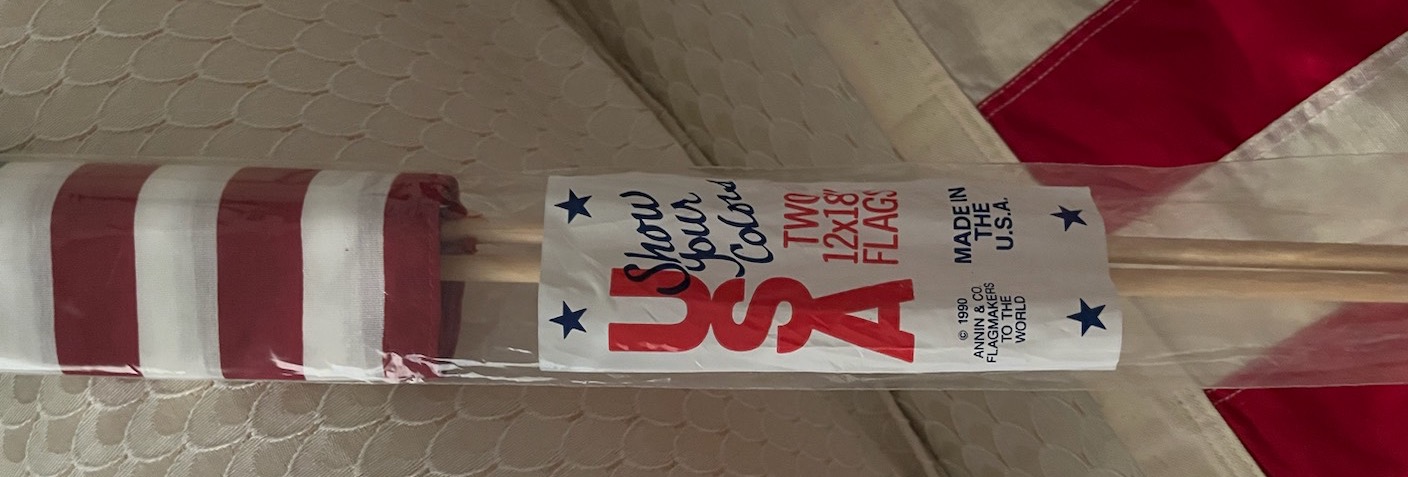 Show
your
Colors
USA
TWO
12x18"
FLAGS
© 1990
ANNIN & CO.
FLAGMAKERS
TO THE
WORLD
MADE IN
THE
U.S.A.